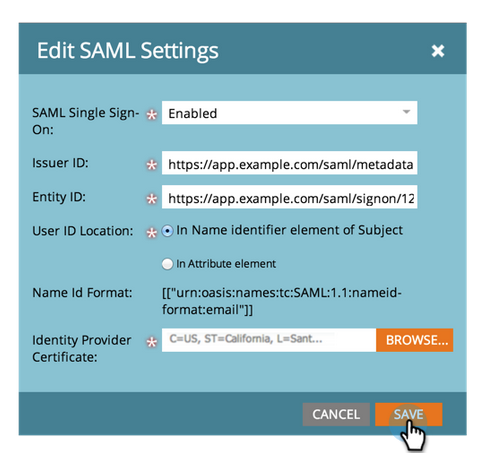 Edit SAML Settings
SAML Single Sign-
On:
Enabled
Issuer ID:
https://app.example.com/saml/metadata
Entity ID:
https://app.example.com/saml/signon/12
User ID Location:
In Name identifier element of Subject
In Attribute element
Name Id Format:
[["urn:oasis:names:tc:SAML:1.1:nameid-
format:email"]]
Identity Provider
Certificate:
C=US, ST=California, L=Sant...
BROWSE...
CANCEL
SAVE